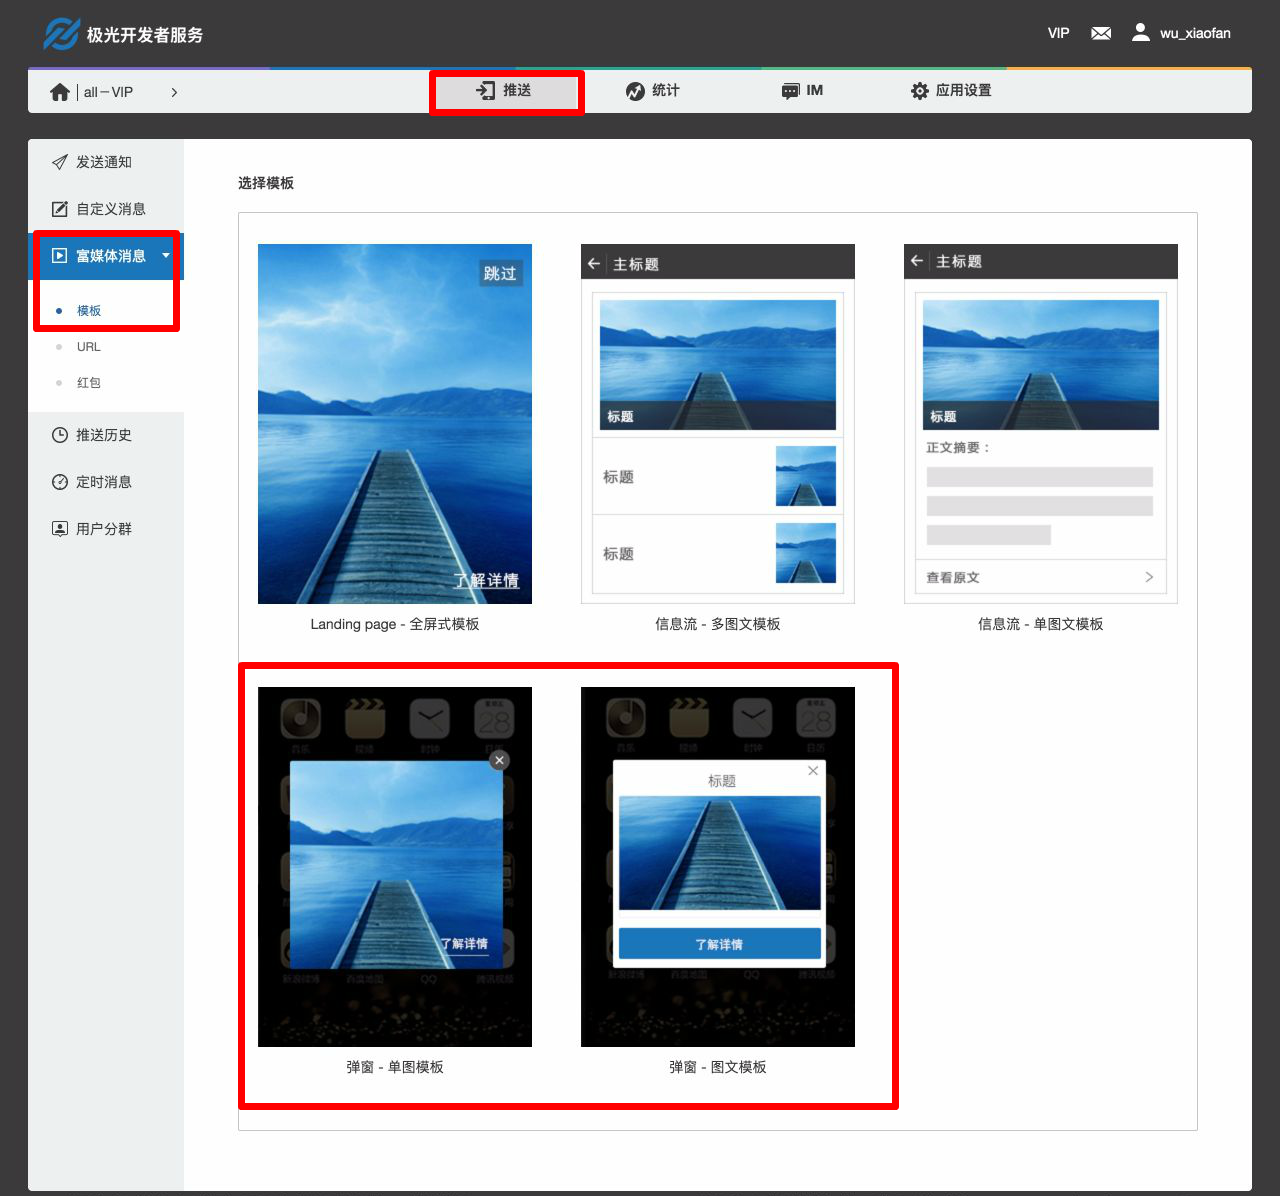 极光开发者服务
VIP
wu_xiaofan
all－VIP
推送
统计
IM
应用设置
发送通知
自定义消息
富媒体消息
模板
URL
红包
推送历史
定时消息
用户分群
选择模板
跳过
了解详情
Landing page - 全屏式模板
主标题
标题
标题
标题
信息流 - 多图文模板
主标题
标题
正文摘要：
查看原文
信息流 - 单图文模板
音乐
视频
时钟
日历
28
了解详情
新浪微博
百度地图
QQ
腾讯视频
弹窗 - 单图模板
音乐
视频
时钟
日历
28
标题
了解详情
新浪微博
百度地图
QQ
腾讯视频
弹窗 - 图文模板